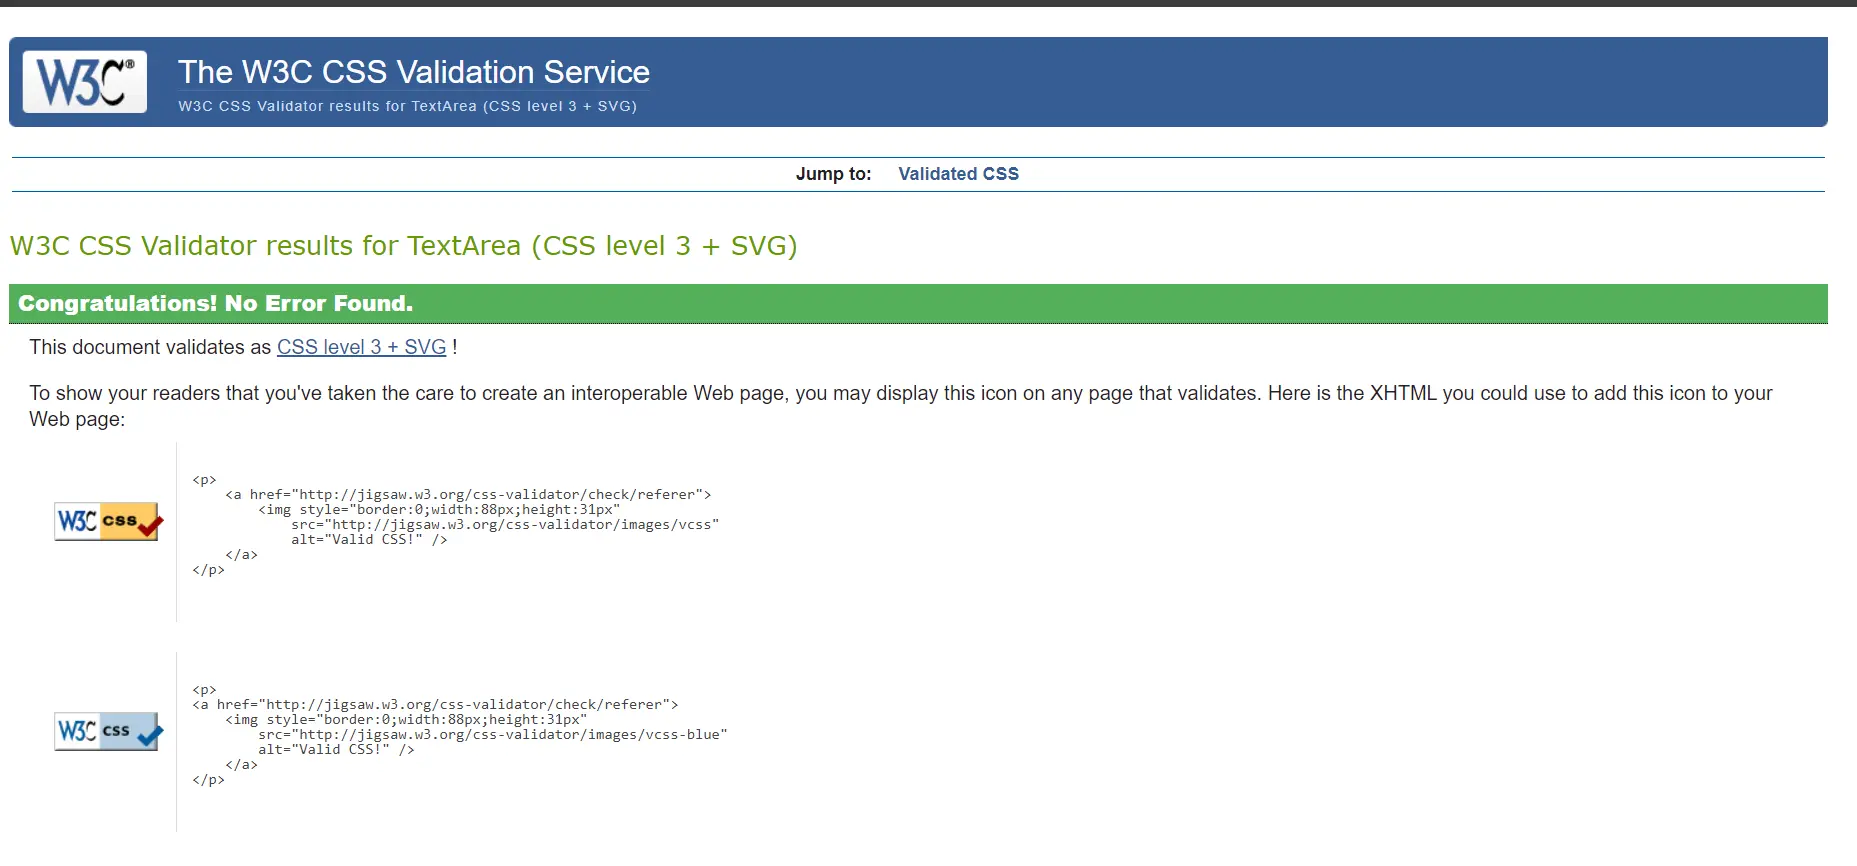 W3C®
The W3C CSS Validation Service
W3C CSS Validator results for TextArea (CSS level 3 + SVG)
Jump to: Validated CSS
W3C CSS Validator results for TextArea (CSS level 3 + SVG)
Congratulations! No Error Found.
This document validates as CSS level 3 + SVG !
To show your readers that you've taken the care to create an interoperable Web page, you may display this icon on any page that validates. Here is the XHTML you could use to add this icon to your
Web page:
W3C css
<p>
    <a href="http://jigsaw.w3.org/css-validator/check/referer">
        <img style="border:0;width:88px;height:31px"
            src="http://jigsaw.w3.org/css-validator/images/vcss"
            alt="Valid CSS!" />
    </a>
</p>
W3C css
<p>
<a href="http://jigsaw.w3.org/css-validator/check/referer">
    <img style="border:0;width:88px;height:31px"
        src="http://jigsaw.w3.org/css-validator/images/vcss-blue"
        alt="Valid CSS!" />
    </a>
</p>